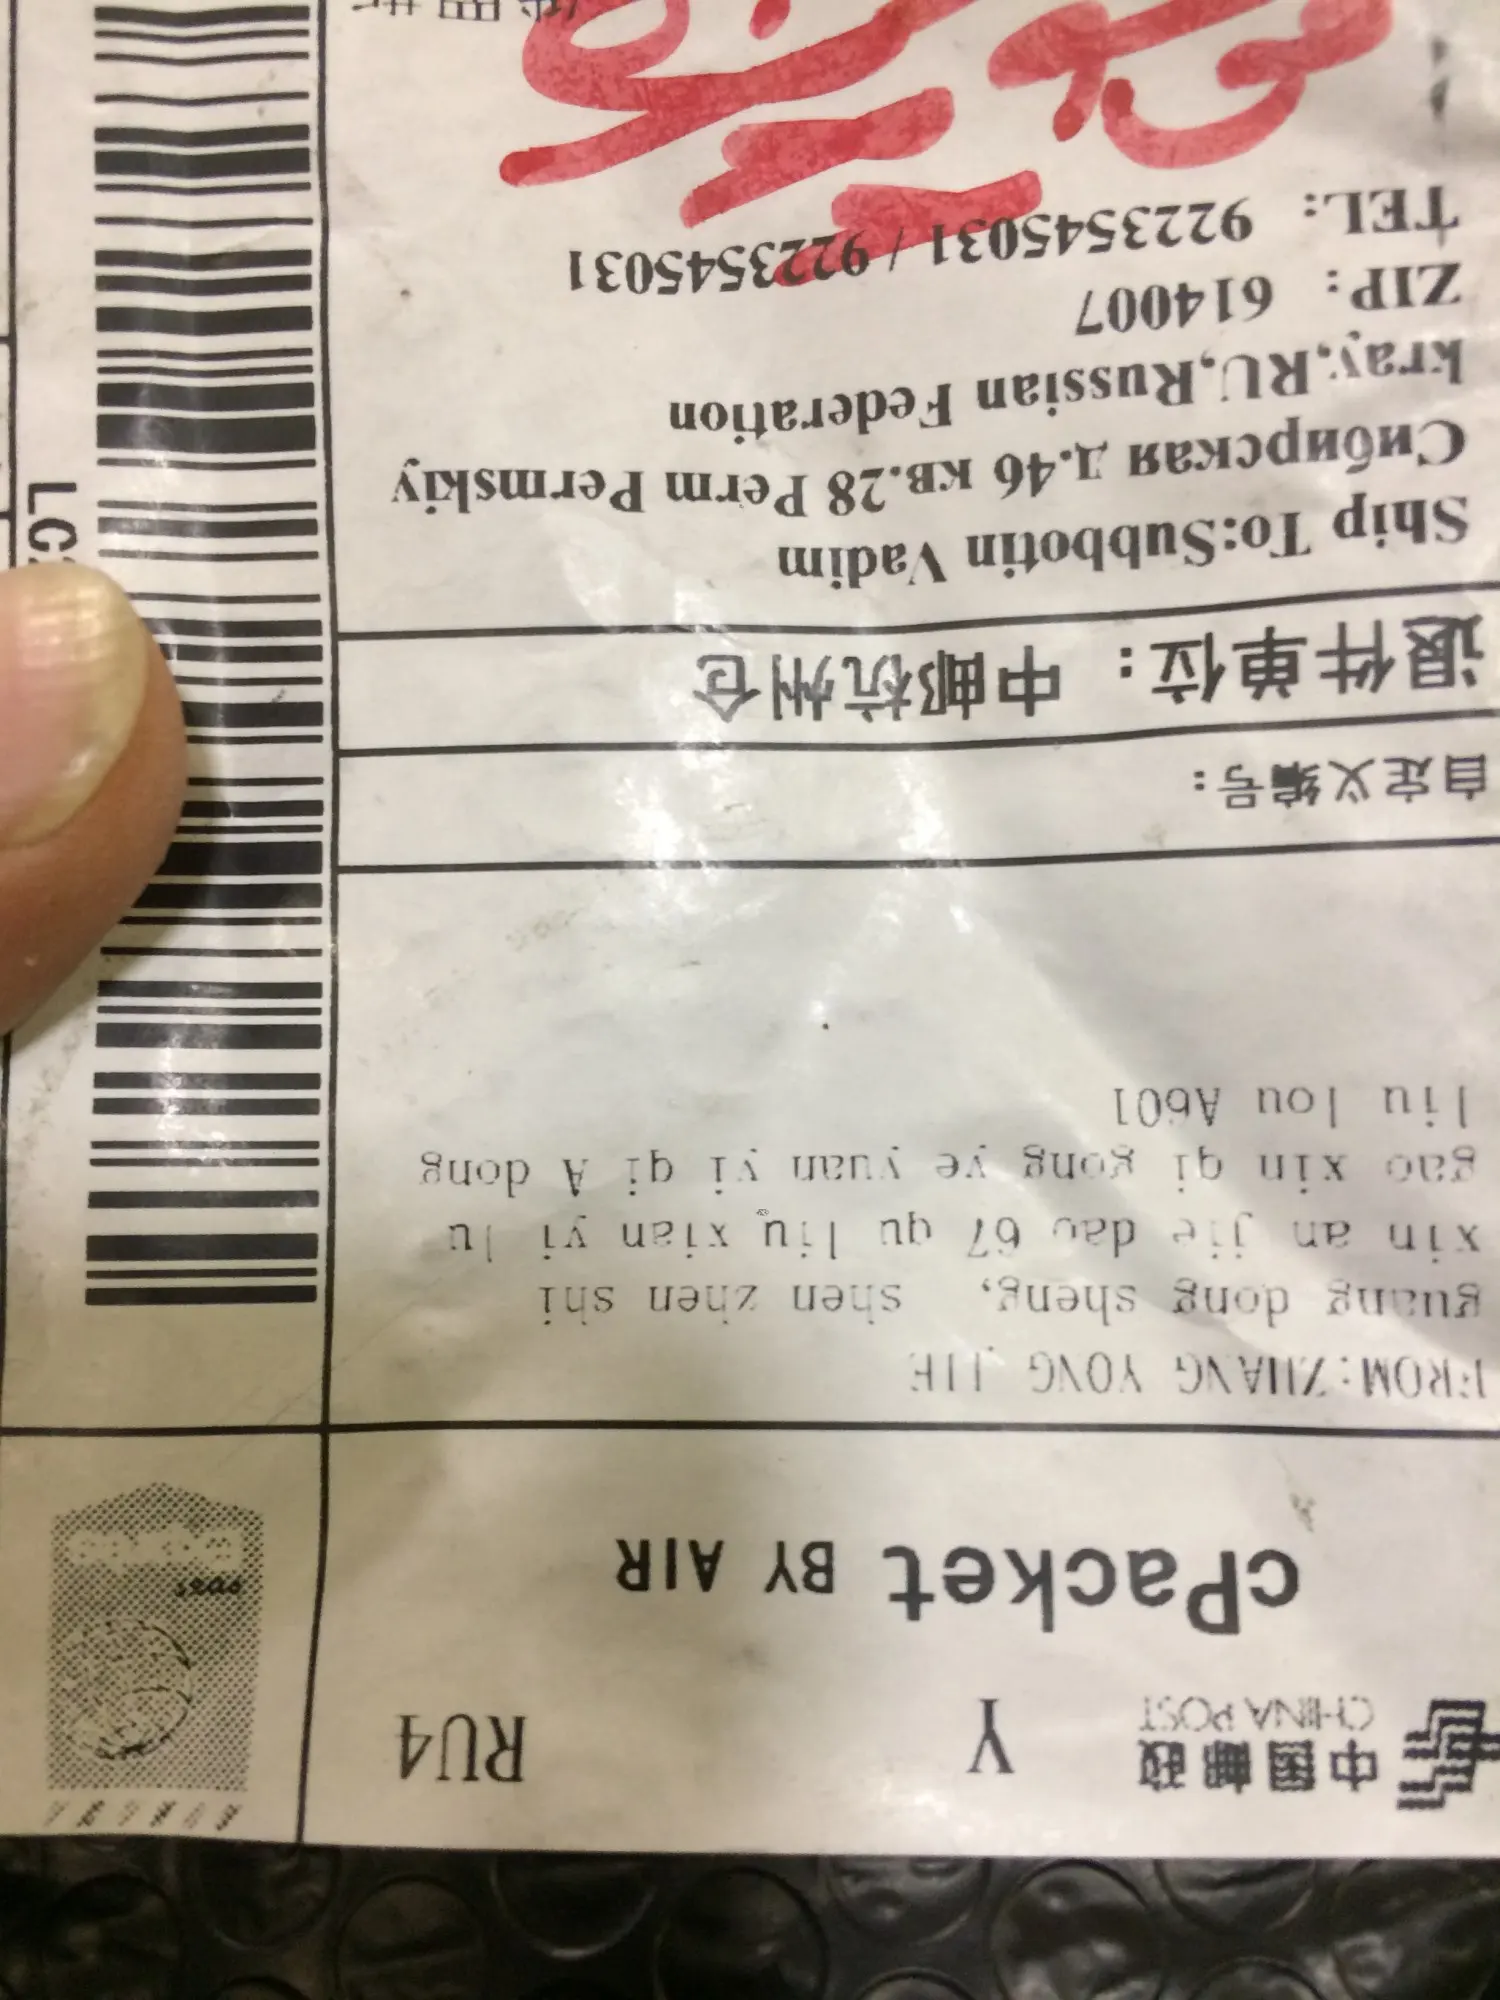 中国邮政
CHINA POST
Y
RU4
cPacket BY AIR
FROM:ZHANG YONG JIE
guang dong sheng, shen zhen shi
xin an jie dao 67 qu liu xian yi lu
gao xin qi gong ye yuan yi qi A dong
liu lou A601
自定义编号:
退件单位: 中邮杭州仓
Ship To:Subbotin Vadim
Сибирская д.46 кв.28 Perm Permskiy
kray,RU,Russian Federation
ZIP: 614007
TEL: 9223545031 / 9223545031
LC